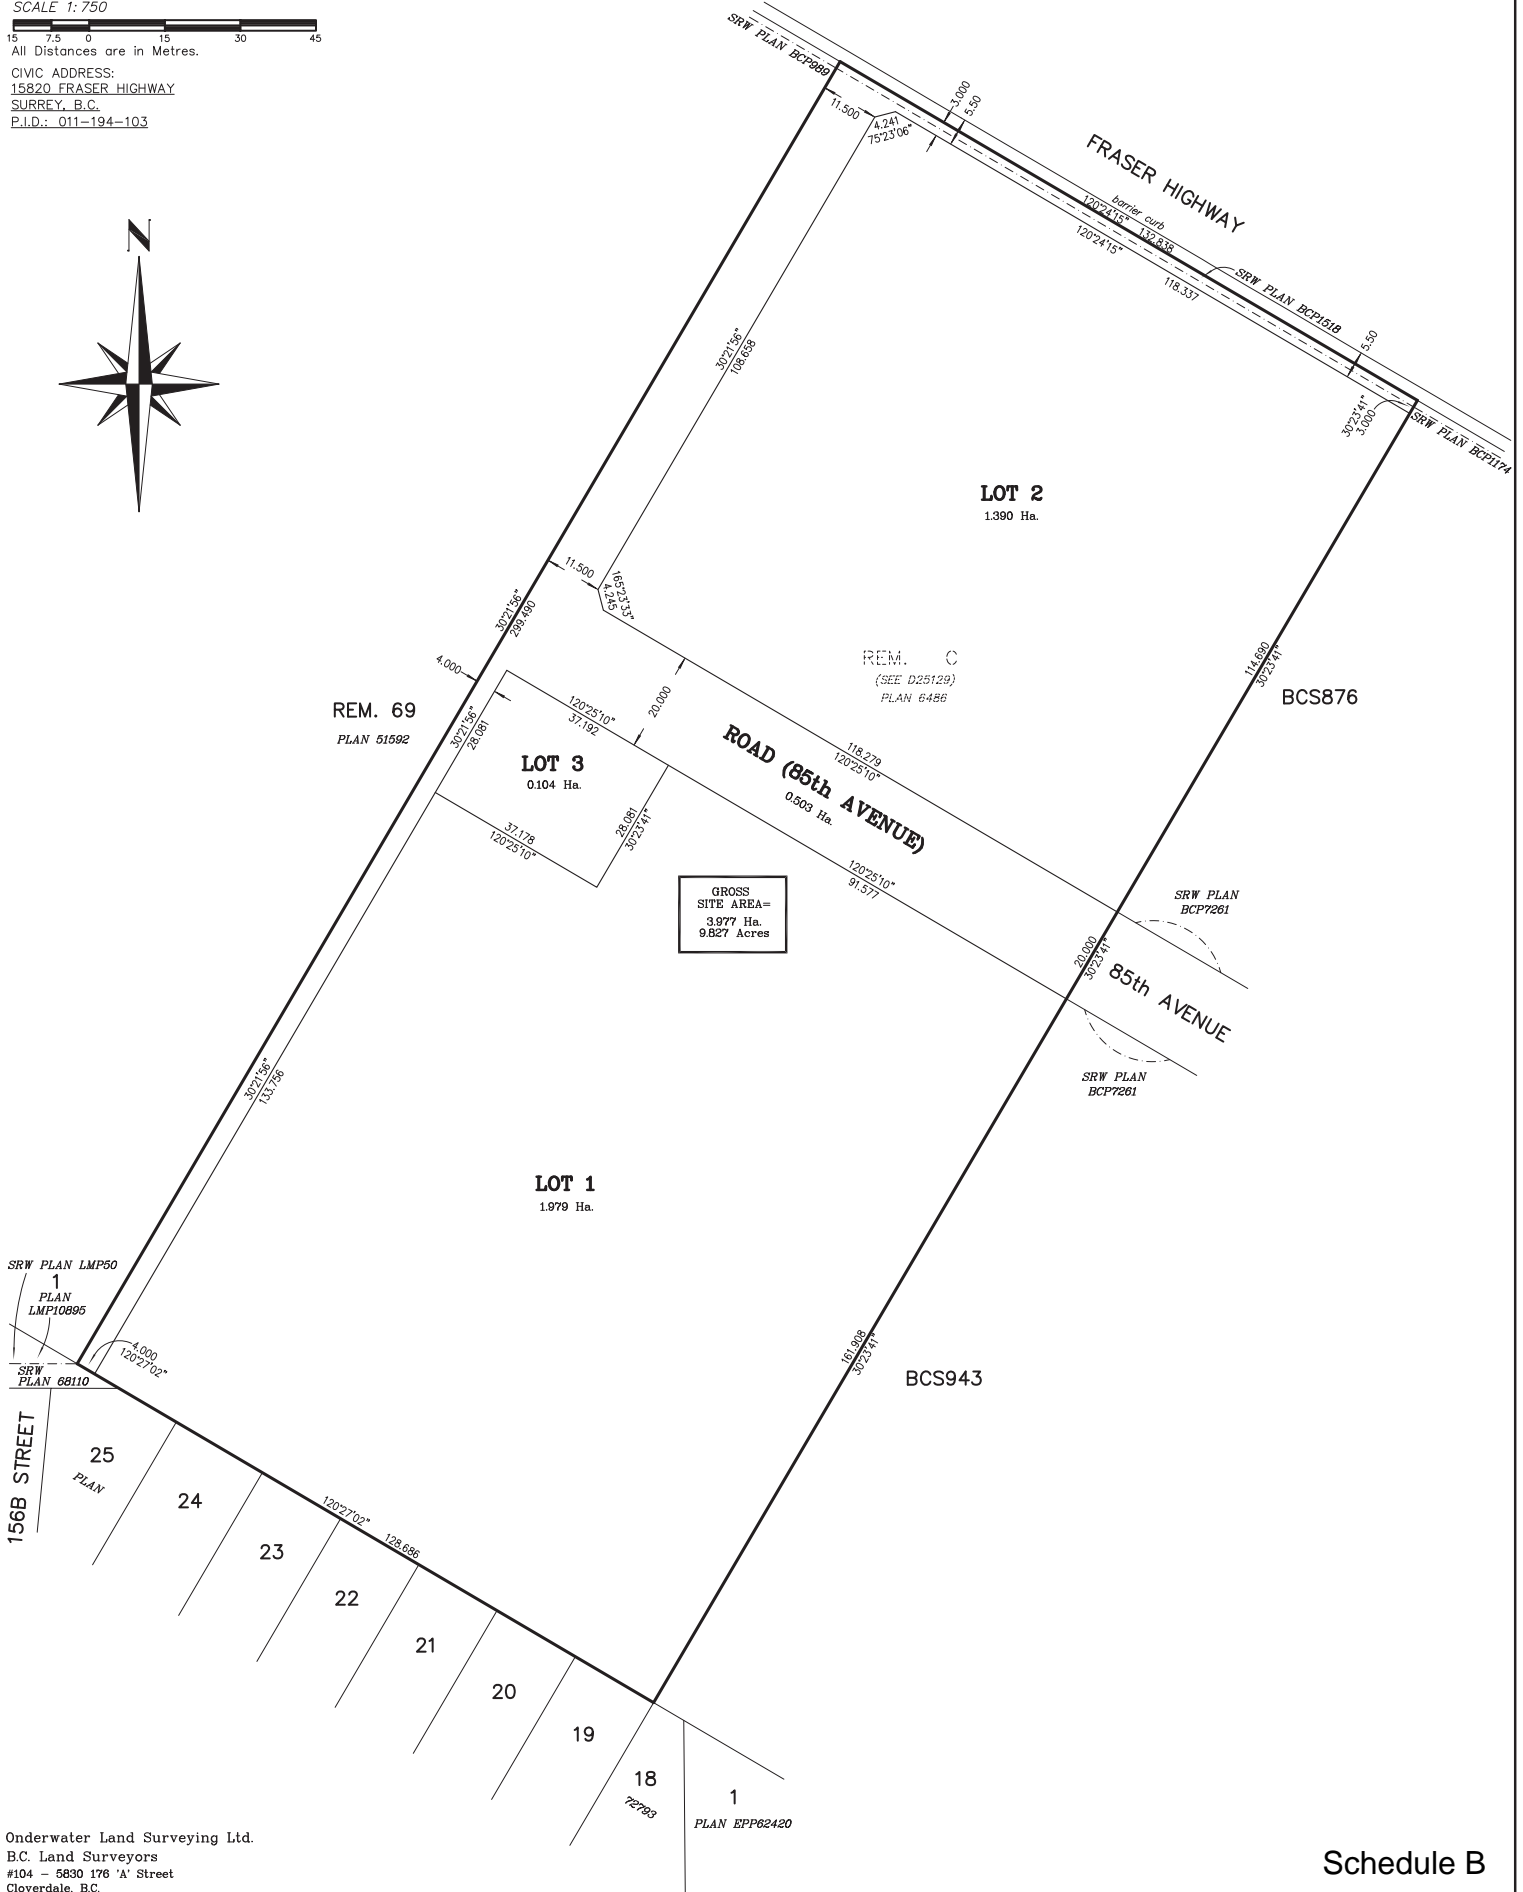 SCALE 1: 750
15 7.5 0 15 30 45
All Distances are in Metres.
CIVIC ADDRESS:
15820 FRASER HIGHWAY
SURREY, B.C.
P.I.D.: 011-194-103
N
SRW PLAN BCP989
11.500
4.241
75°23'06"
3.000
5.50
FRASER HIGHWAY
barrier curb
120°24'15" 132.838
120°24'15" 118.337
SRW PLAN BCP1518
5.50
30°23'41"
3.000
SRW PLAN BCP1174
30°21'56"
108.658
LOT 2
1.390 Ha.
11.500
165°23'33"
4.245
30°21'56"
299.490
4.000
REM. C
(SEE D25129)
PLAN 6486
114.690
30°23'41"
BCS876
REM. 69
PLAN 51592
30°21'56"
28.081
120°25'10"
37.192
20.000
LOT 3
0.104 Ha.
ROAD (85th AVENUE)
0.503 Ha.
118.279
120°25'10"
28.081
30°23'41"
37.178
120°25'10"
120°25'10"
91.577
GROSS
SITE AREA=
3.977 Ha.
9.827 Acres
SRW PLAN
BCP7261
20.000
30°23'41"
85th AVENUE
SRW PLAN
BCP7261
30°21'56"
133.756
LOT 1
1.979 Ha.
SRW PLAN LMP50
1
PLAN
LMP10895
4.000
120°27'02"
SRW
PLAN 68110
161.908
30°23'41"
BCS943
156B STREET
25
PLAN
24
120°27'02" 128.686
23
22
21
20
19
18
72793
1
PLAN EPP62420
Onderwater Land Surveying Ltd.
B.C. Land Surveyors
#104 - 5830 176 'A' Street
Cloverdale, B.C.
Schedule B